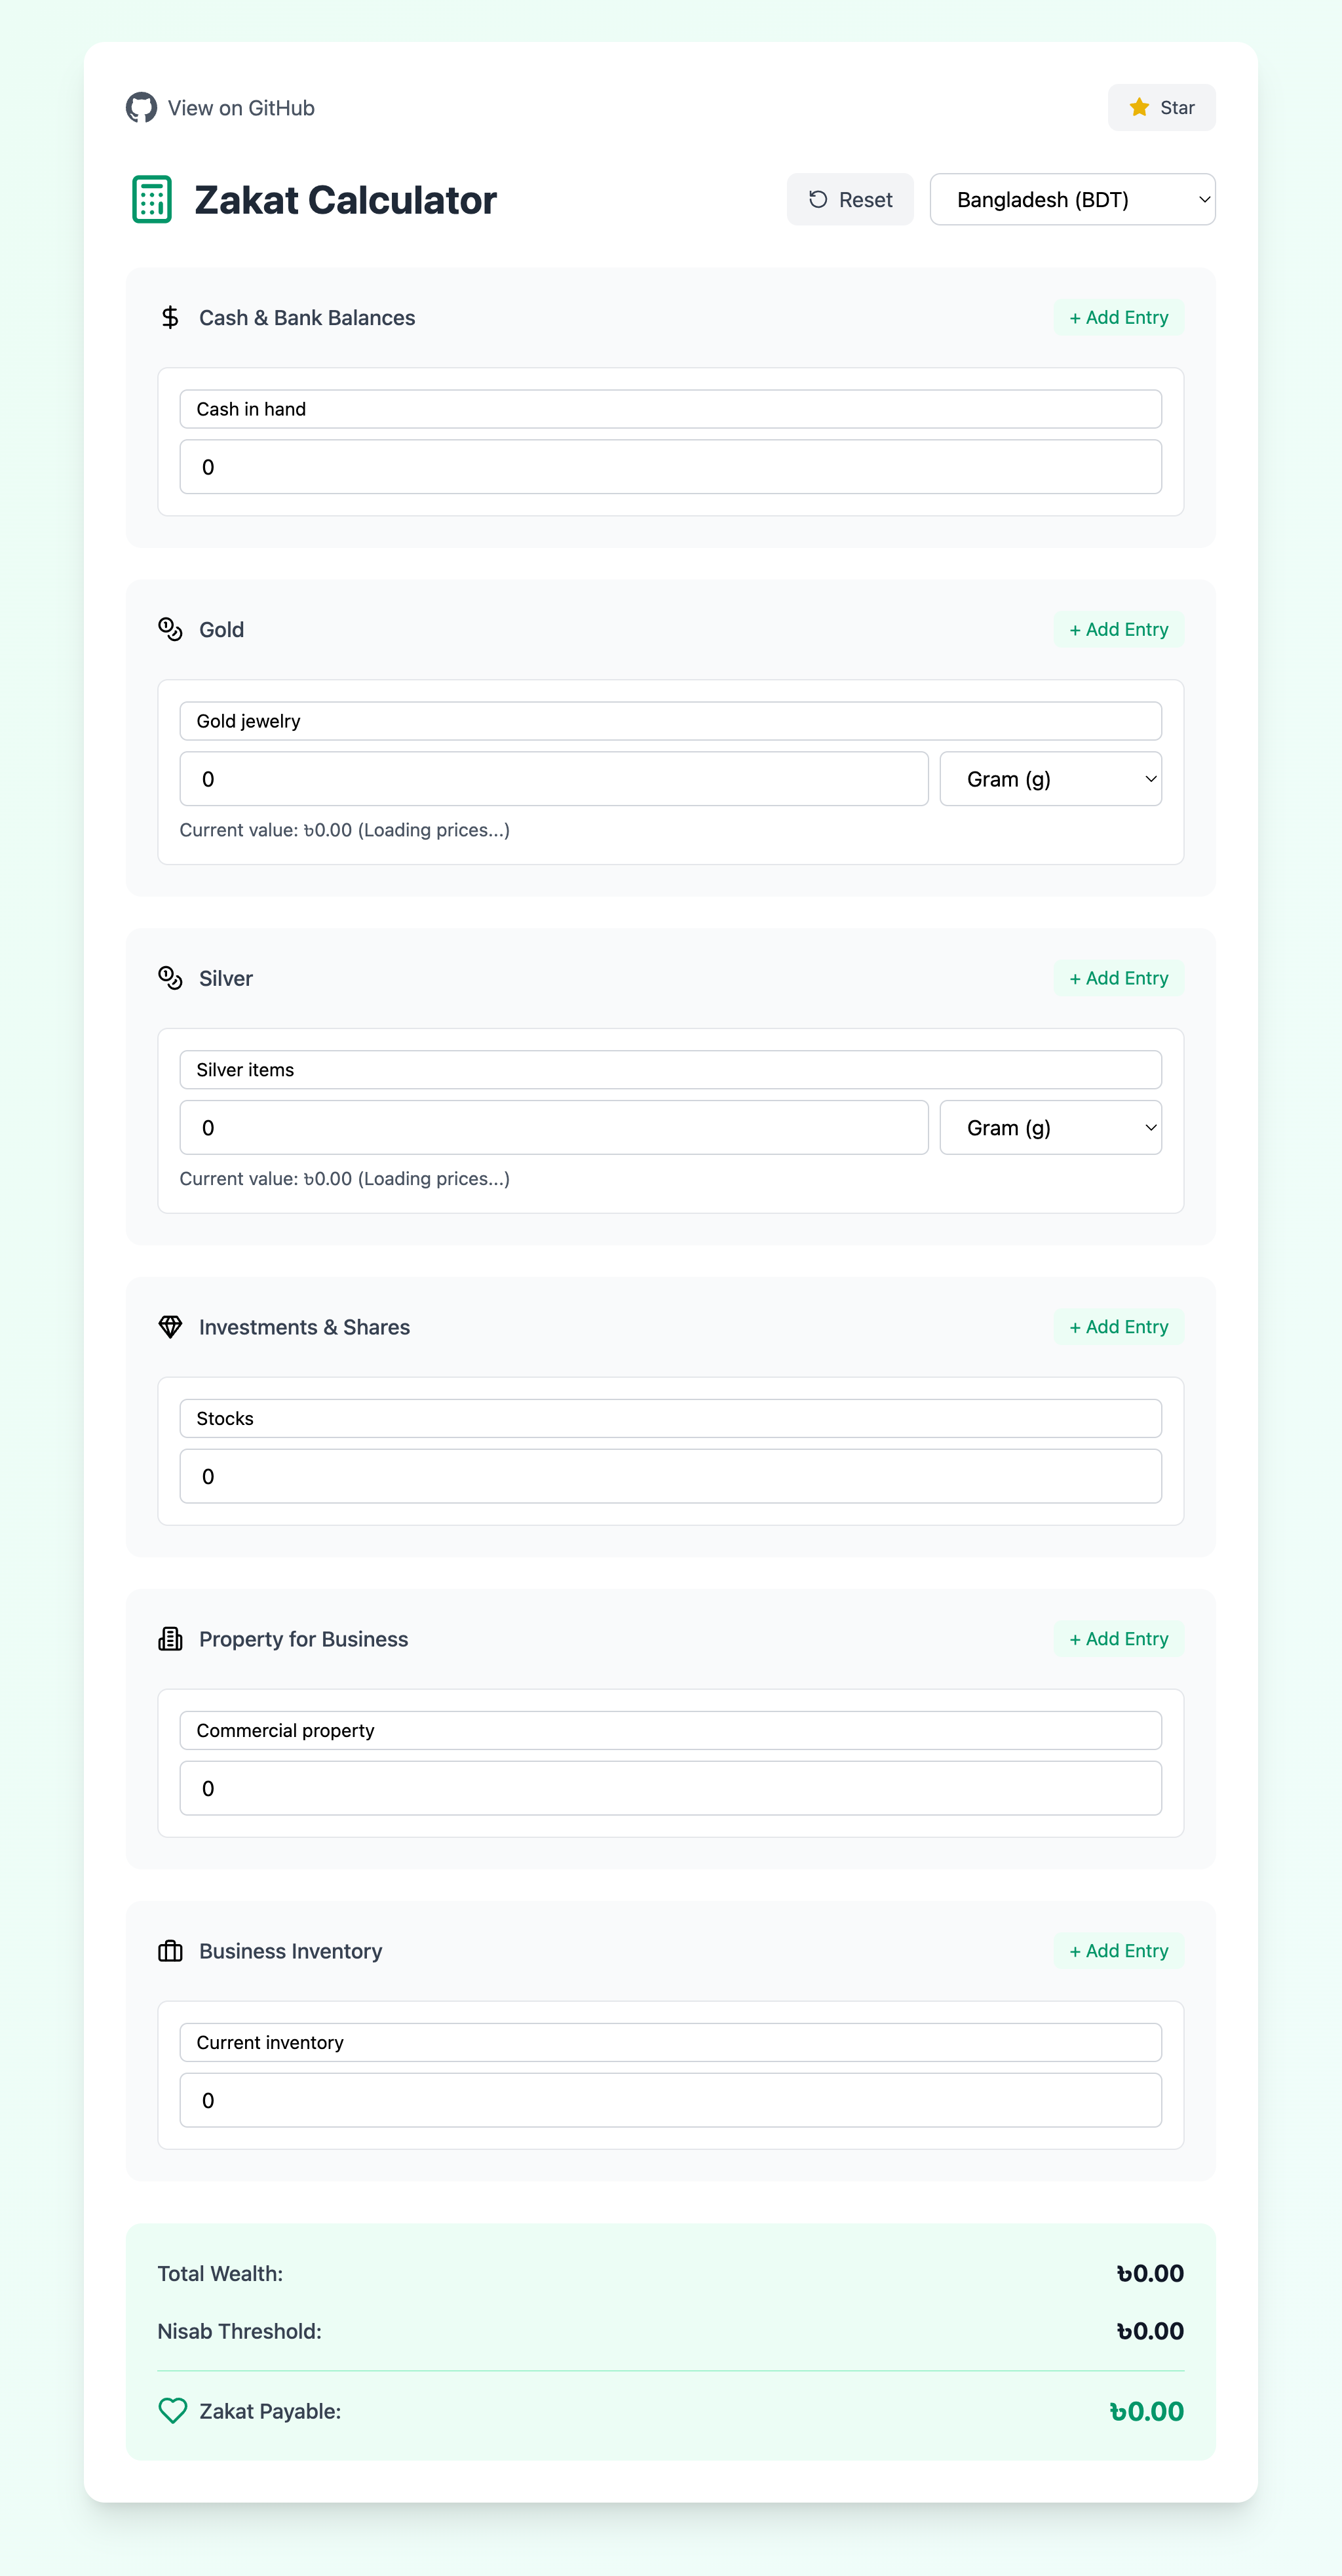 View on GitHub
Star
Zakat Calculator
Reset
Bangladesh (BDT)
Cash & Bank Balances
+ Add Entry
Cash in hand
0
Gold
+ Add Entry
Gold jewelry
0
Gram (g)
Current value: ৳0.00 (Loading prices...)
Silver
+ Add Entry
Silver items
0
Gram (g)
Current value: ৳0.00 (Loading prices...)
Investments & Shares
+ Add Entry
Stocks
0
Property for Business
+ Add Entry
Commercial property
0
Business Inventory
+ Add Entry
Current inventory
0
Total Wealth: ৳0.00
Nisab Threshold: ৳0.00
Zakat Payable: ৳0.00